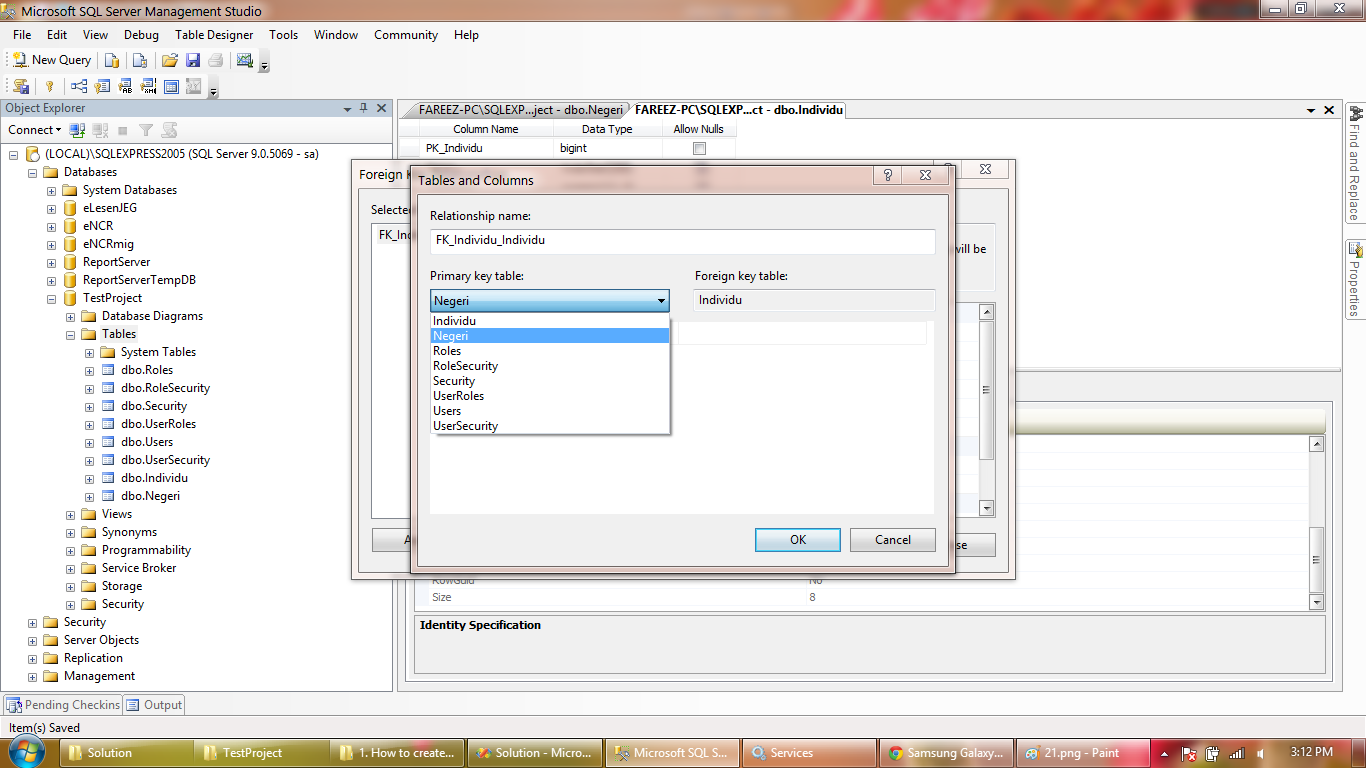 Microsoft SQL Server Management Studio
File Edit View Debug Table Designer Tools Window Community Help
New Query
Object Explorer
Connect
(LOCAL)\SQLEXPRESS2005 (SQL Server 9.0.5069 - sa)
Databases
System Databases
eLesenJEG
eNCR
eNCRmig
ReportServer
ReportServerTempDB
TestProject
Database Diagrams
Tables
System Tables
dbo.Roles
dbo.RoleSecurity
dbo.Security
dbo.UserRoles
dbo.Users
dbo.UserSecurity
dbo.Individu
dbo.Negeri
Views
Synonyms
Programmability
Service Broker
Storage
Security
Security
Server Objects
Replication
Management
FAREEZ-PC\SQLEXP...ject - dbo.Negeri FAREEZ-PC\SQLEXP...ct - dbo.Individu
Column Name Data Type Allow Nulls
PK_Individu bigint
Foreign K
Selected
FK_Ind
will be
Tables and Columns
Relationship name:
FK_Individu_Individu
Primary key table: Foreign key table:
Negeri Individu
Individu
Negeri
Roles
RoleSecurity
Security
UserRoles
Users
UserSecurity
OK Cancel
A
se
RowGuid No
Size 8
Identity Specification
Find and Replace
Properties
Pending Checkins Output
Item(s) Saved
Solution TestProject 1. How to create... Solution - Micro... Microsoft SQL S... Services Samsung Galaxy... 21.png - Paint 3:12 PM